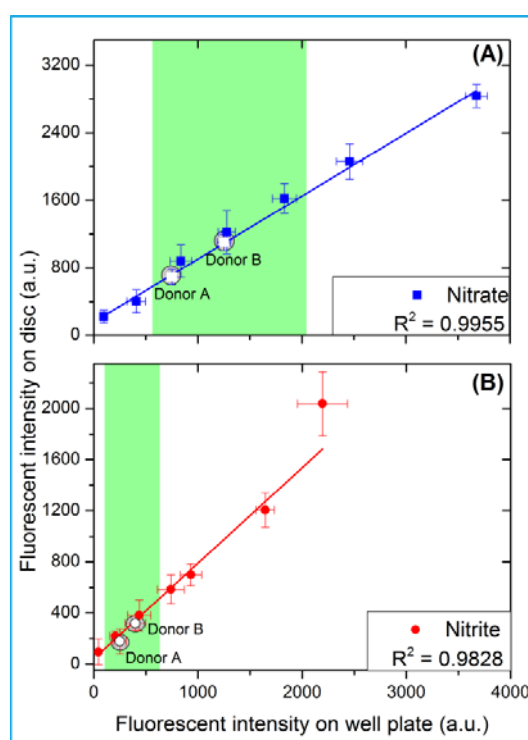 (A)
3200
2400
1600
800
0
Donor B
Donor A
Nitrate
R² = 0.9955
Fluorescent intensity on disc (a.u.)
(B)
2000
1600
1200
800
400
0
Donor B
Donor A
Nitrite
R² = 0.9828
0 1000 2000 3000 4000
Fluorescent intensity on well plate (a.u.)